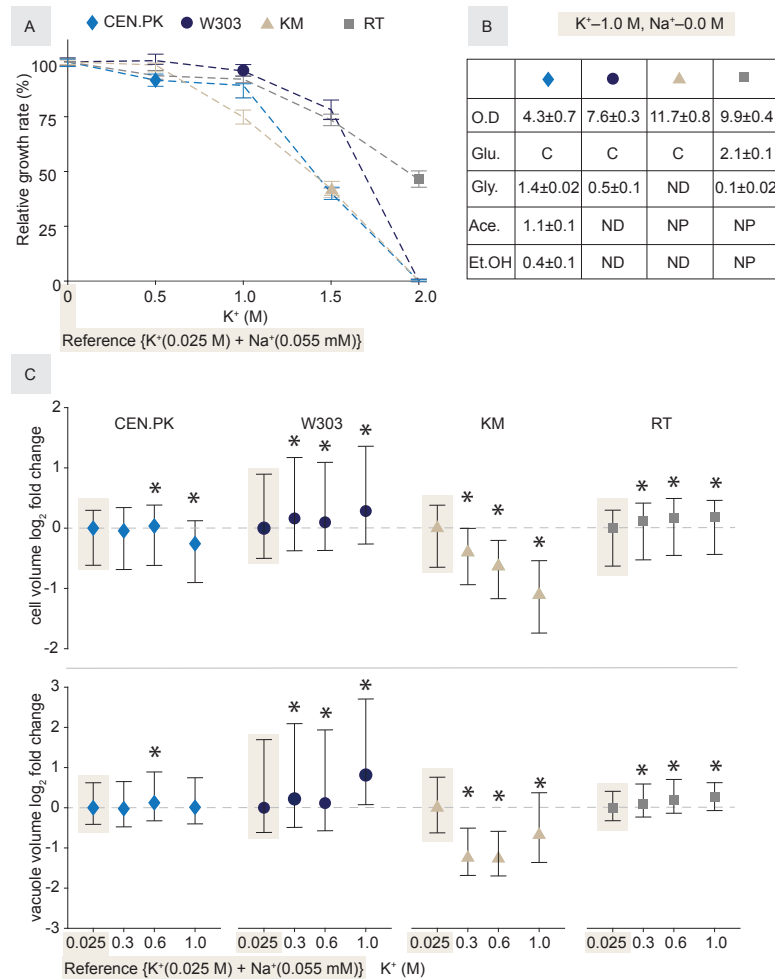 A
CEN.PK W303 KM RT
Relative growth rate (%)
100
75
50
25
0
0 0.5 1.0 1.5 2.0
K⁺ (M)
Reference {K⁺(0.025 M) + Na⁺(0.055 mM)}
B
K⁺–1.0 M, Na⁺–0.0 M
O.D 4.3±0.7 7.6±0.3 11.7±0.8 9.9±0.4
Glu. C C C 2.1±0.1
Gly. 1.4±0.02 0.5±0.1 ND 0.1±0.02
Ace. 1.1±0.1 ND NP NP
Et.OH 0.4±0.1 ND ND NP
C
CEN.PK W303 KM RT
cell volume log₂ fold change
2
1
0
-1
-2
* * * * * * * * * * *
vacuole volume log₂ fold change
3
2
1
0
-1
-2
-3
* * * * * * * * * *
0.025 0.3 0.6 1.0 0.025 0.3 0.6 1.0 0.025 0.3 0.6 1.0 0.025 0.3 0.6 1.0
Reference {K⁺(0.025 M) + Na⁺(0.055 mM)} K⁺ (M)